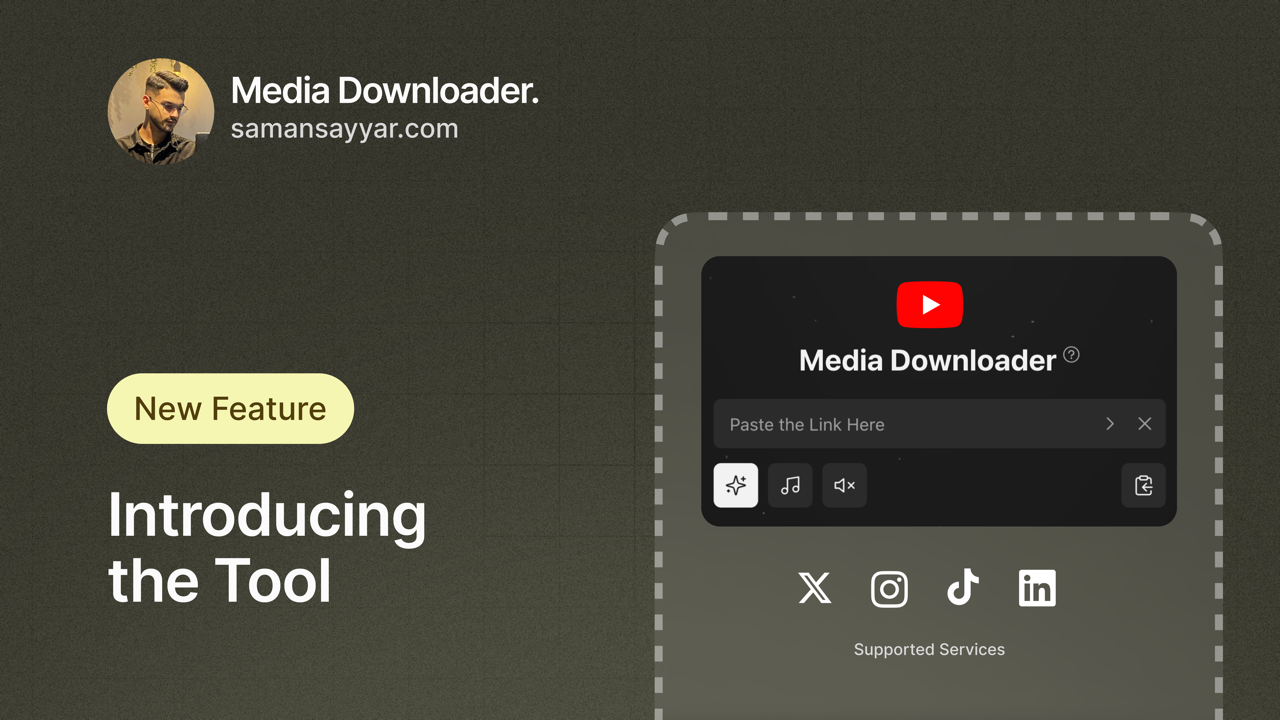 Media Downloader.
samansayyar.com
New Feature
Introducing
the Tool
Media Downloader
Paste the Link Here
Supported Services